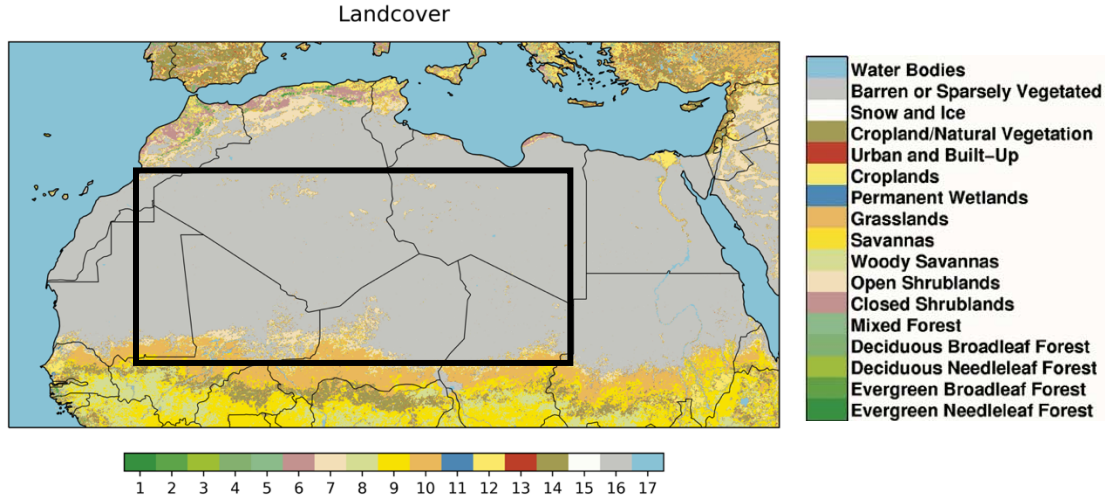 Landcover
Water Bodies
Barren or Sparsely Vegetated
Snow and Ice
Cropland/Natural Vegetation
Urban and Built−Up
Croplands
Permanent Wetlands
Grasslands
Savannas
Woody Savannas
Open Shrublands
Closed Shrublands
Mixed Forest
Deciduous Broadleaf Forest
Deciduous Needleleaf Forest
Evergreen Broadleaf Forest
Evergreen Needleleaf Forest
1 2 3 4 5 6 7 8 9 10 11 12 13 14 15 16 17